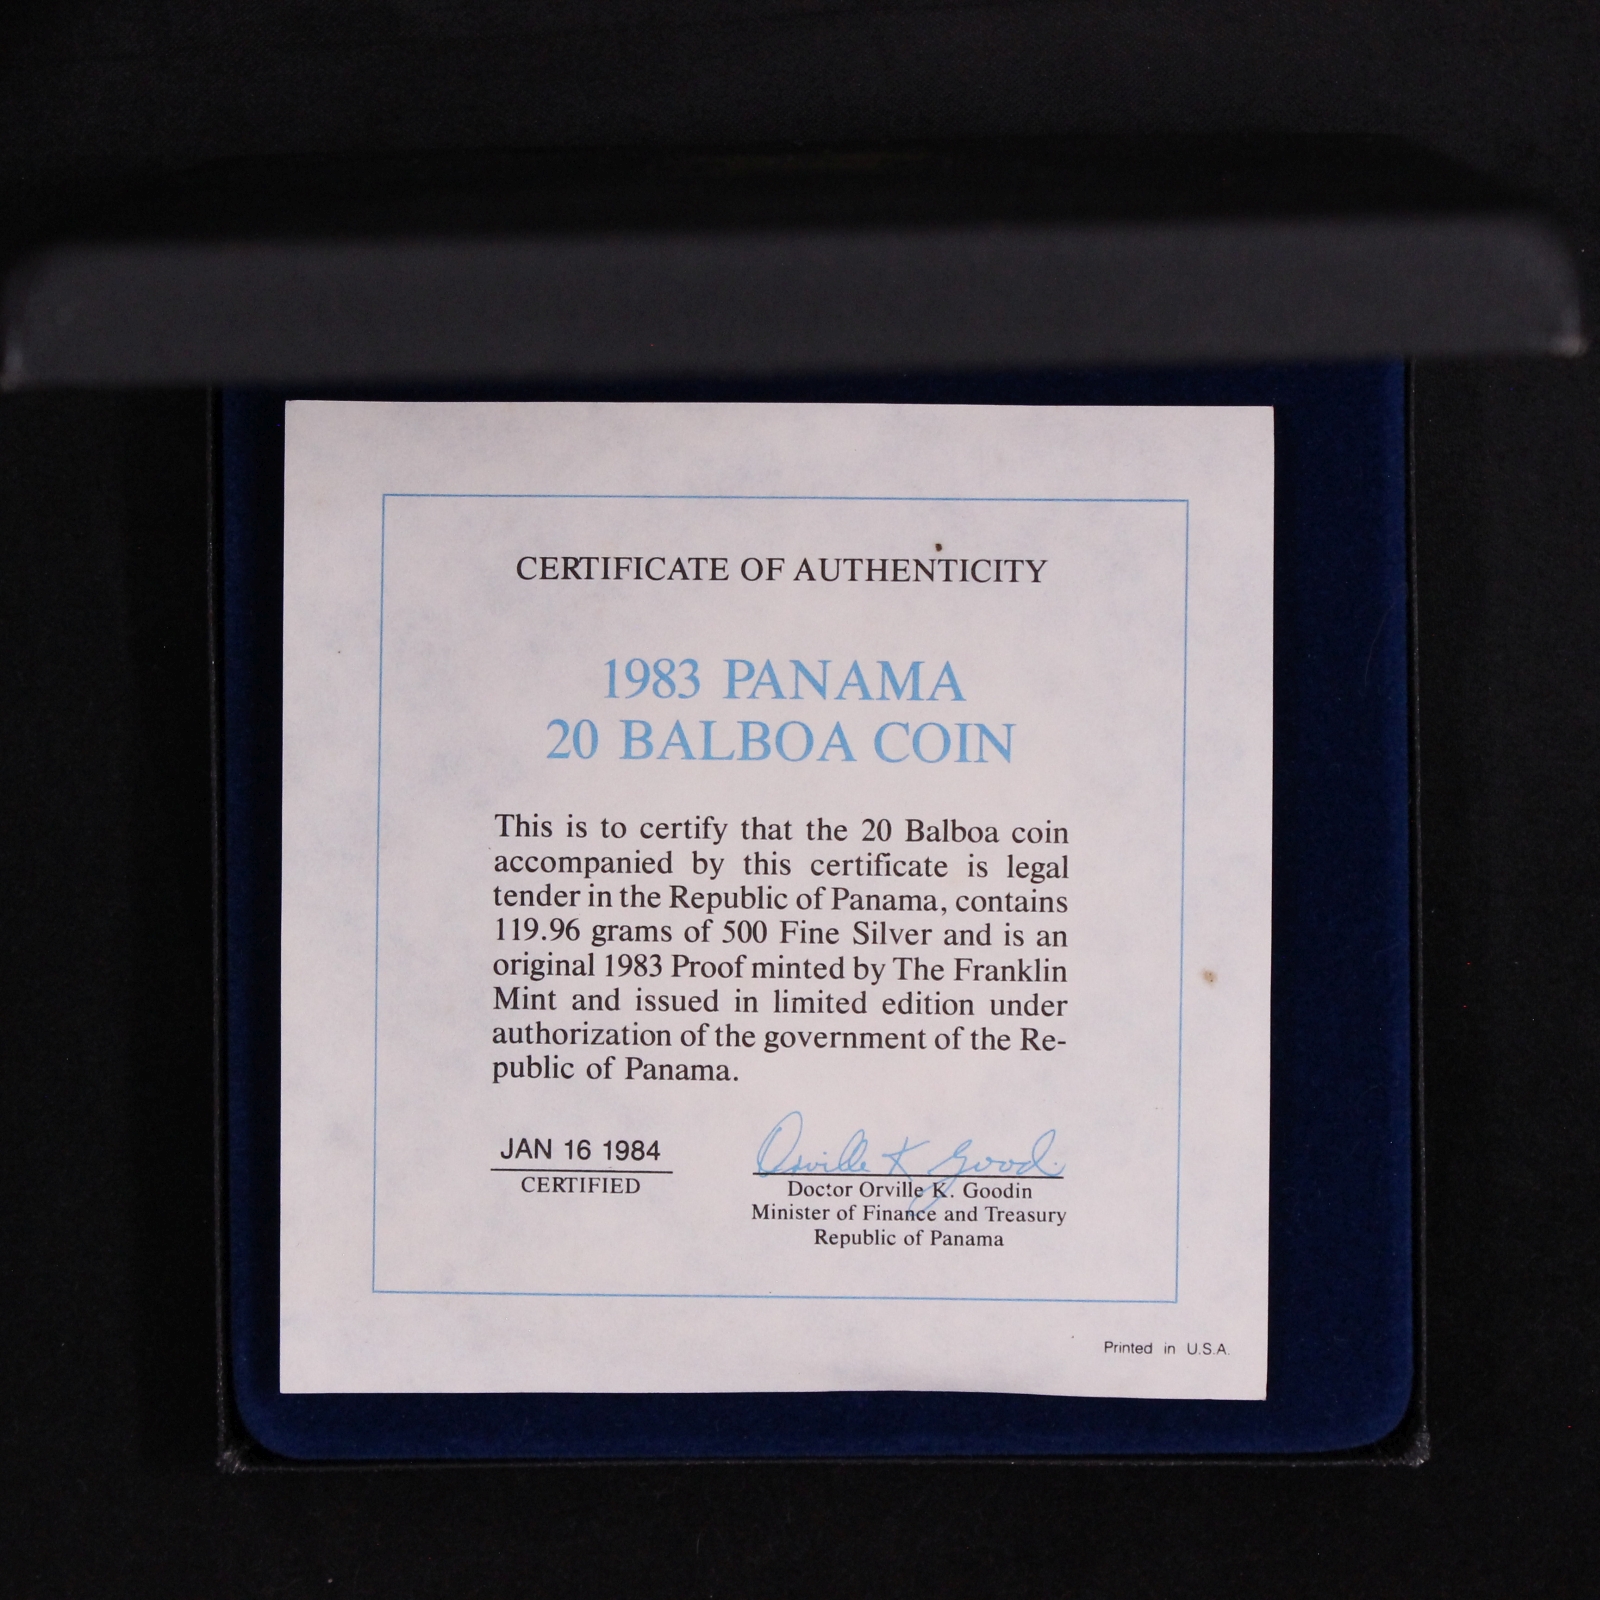 CERTIFICATE OF AUTHENTICITY
1983 PANAMA
20 BALBOA COIN
This is to certify that the 20 Balboa coin
accompanied by this certificate is legal
tender in the Republic of Panama, contains
119.96 grams of 500 Fine Silver and is an
original 1983 Proof minted by The Franklin
Mint and issued in limited edition under
authorization of the government of the Re-
public of Panama.
JAN 16 1984
CERTIFIED
Orville K Goodin
Doctor Orville K. Goodin
Minister of Finance and Treasury
Republic of Panama
Printed in U.S.A.